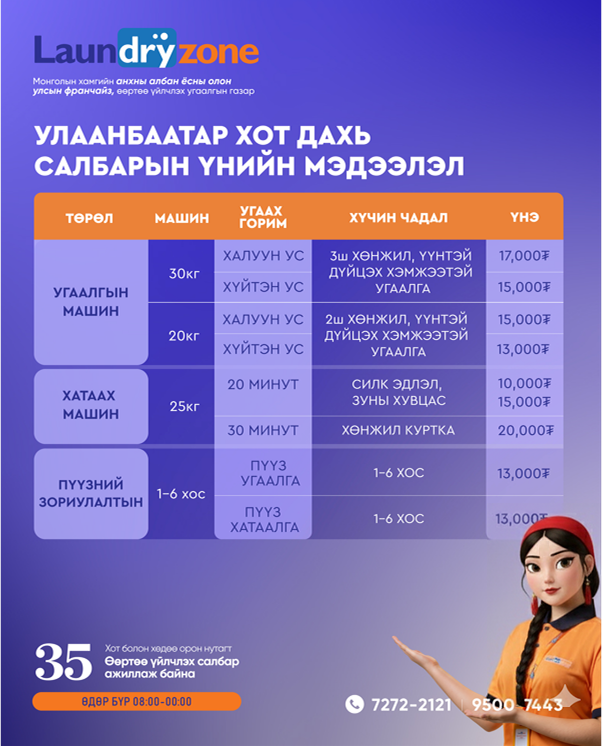 Laundrÿzone
Монголын хамгийн анхны албан ёсны олон
улсын франчайз, өөртөө үйлчлэх угаалгын газар
УЛААНБААТАР ХОТ ДАХЬ
САЛБАРЫН ҮНИЙН МЭДЭЭЛЭЛ
ТӨРӨЛ МАШИН УГААХ ГОРИМ ХҮЧИН ЧАДАЛ ҮНЭ
УГААЛГЫН
МАШИН
30кг
ХАЛУУН УС
ХҮЙТЭН УС
3ш ХӨНЖИЛ, ҮҮНТЭЙ
ДҮЙЦЭХ ХЭМЖЭЭТЭЙ
УГААЛГА
17,000₮
15,000₮
20кг
ХАЛУУН УС
ХҮЙТЭН УС
2ш ХӨНЖИЛ, ҮҮНТЭЙ
ДҮЙЦЭХ ХЭМЖЭЭТЭЙ
УГААЛГА
15,000₮
13,000₮
ХАТААХ
МАШИН
25кг
20 МИНУТ
СИЛК ЭДЛЭЛ,
ЗУНЫ ХУВЦАС
10,000₮
15,000₮
30 МИНУТ
ХӨНЖИЛ КУРТКА
20,000₮
ПҮҮЗНИЙ
ЗОРИУЛАЛТЫН
1-6 хос
ПҮҮЗ
УГААЛГА
1-6 ХОС
13,000₮
ПҮҮЗ
ХАТААЛГА
1-6 ХОС
13,000₮
35
Хот болон хөдөө орон нутагт
Өөртөө үйлчлэх салбар
ажиллаж байна
ӨДӨР БҮР 08:00-00:00
7272-2121 | 9500 7443